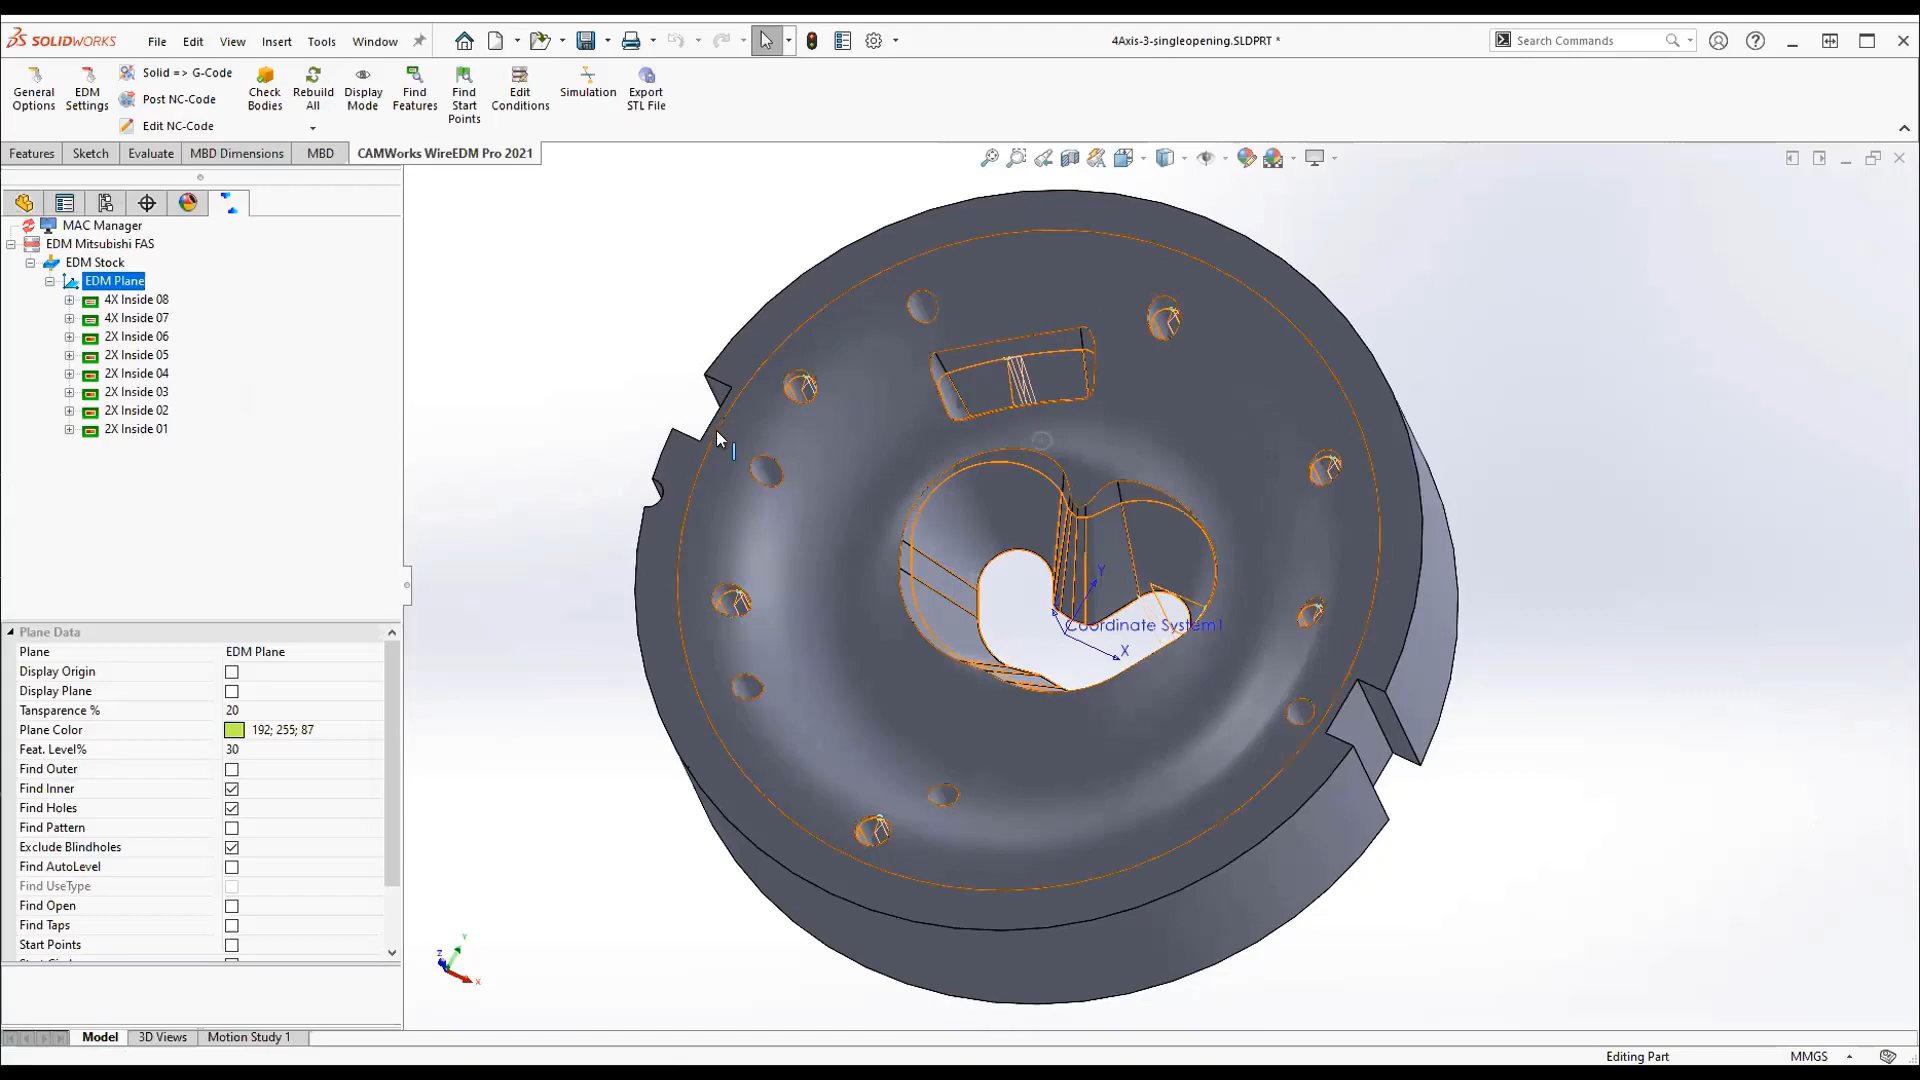 SOLIDWORKS File Edit View Insert Tools Window 4Axis-3-singleopening.SLDPRT * Search Commands
General Options
EDM Settings
Solid => G-Code
Post NC-Code
Edit NC-Code
Check Bodies
Rebuild All
Display Mode
Find Features
Find Start Points
Edit Conditions
Simulation
Export STL File
Features Sketch Evaluate MBD Dimensions MBD CAMWorks WireEDM Pro 2021
MAC Manager
EDM Mitsubishi FAS
EDM Stock
EDM Plane
4X Inside 08
4X Inside 07
2X Inside 06
2X Inside 05
2X Inside 04
2X Inside 03
2X Inside 02
2X Inside 01
Plane Data
Plane EDM Plane
Display Origin
Display Plane
Tansparence % 20
Plane Color 192; 255; 87
Feat. Level% 30
Find Outer
Find Inner
Find Holes
Find Pattern
Exclude Blindholes
Find AutoLevel
Find UseType
Find Open
Find Taps
Start Points
Y
Coordinate System1
X
Y
Z
X
Model 3D Views Motion Study 1
Editing Part MMGS